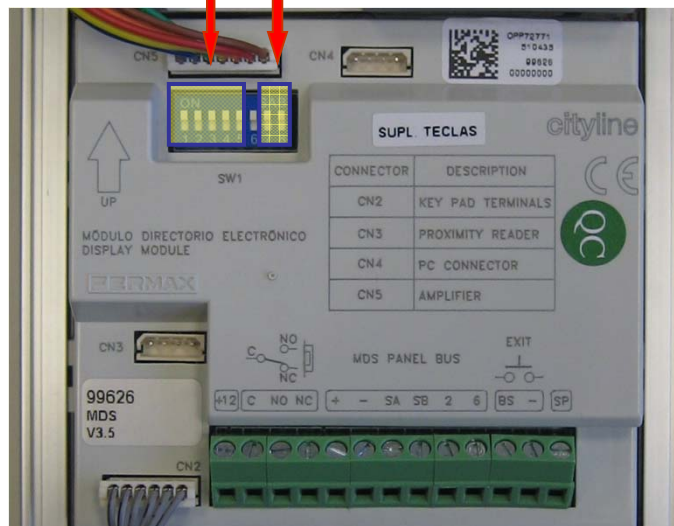 CN5
CN4
OPP72771
510435
99626
00000000
ON
6
SW1
UP
SUPL. TECLAS
cityline
CE
CONNECTOR DESCRIPTION
CN2 KEY PAD TERMINALS
CN3 PROXIMITY READER
CN4 PC CONNECTOR
CN5 AMPLIFIER
QC
MÓDULO DIRECTORIO ELECTRÓNICO
DISPLAY MODULE
FERMAX
CN3
C NO
NC
MDS PANEL BUS
EXIT
+12 C NO NC + - SA SB 2 6 BS - SP
99626
MDS
V3.5
CN2